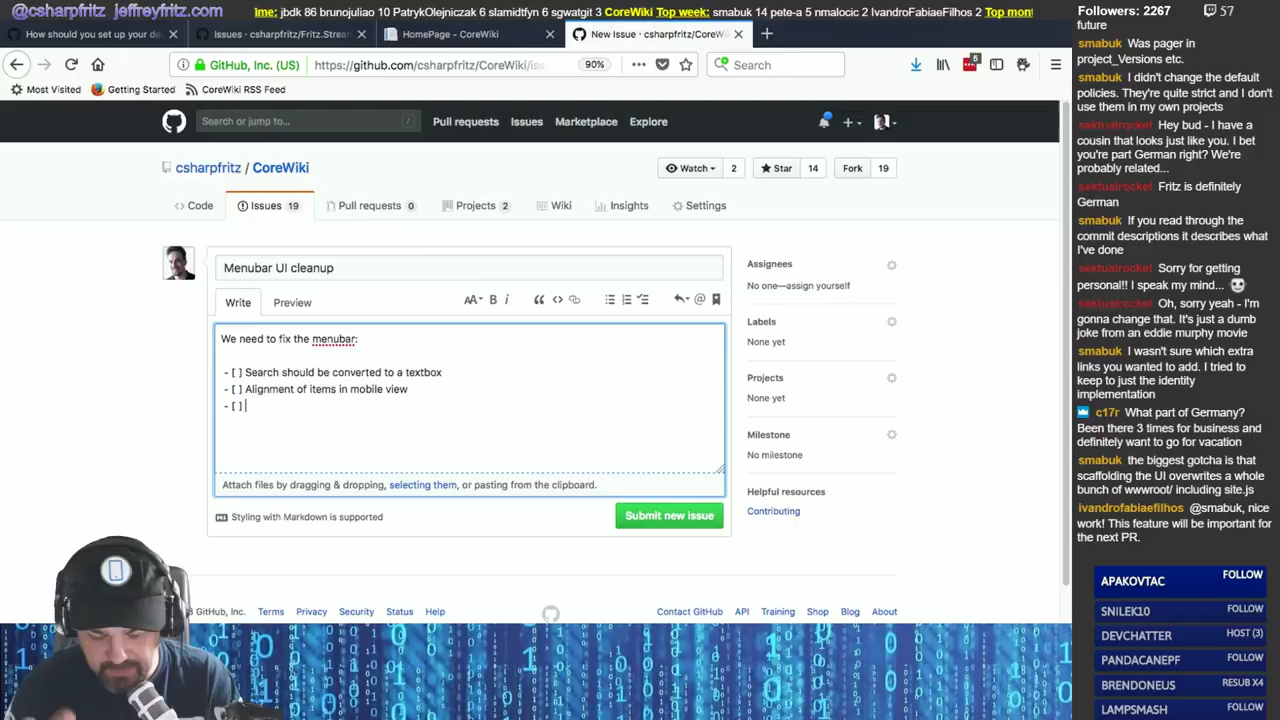 @csharpfritz jeffreyfritz.com
ime: jbdk 86 brunojuliao 10 PatrykOlejniczak 6 slamidtfyn 6 sgwatgit 3 CoreWiki Top week: smabuk 14 pete-a 5 nmalcolc 2 IvandroFabiaeFilhos 2 Top mont
Followers: 2267 57
How should you set up your de
Issues · csharpfritz/Fritz.Stream
HomePage - CoreWiki
New Issue · csharpfritz/CoreW
GitHub, Inc. (US)
https://github.com/csharpfritz/CoreWiki/iss
90%
Search
6
Most Visited
Getting Started
CoreWiki RSS Feed
Search or jump to...
/
Pull requests
Issues
Marketplace
Explore
csharpfritz / CoreWiki
Watch 2
Star 14
Fork 19
Code
Issues 19
Pull requests 0
Projects 2
Wiki
Insights
Settings
Menubar UI cleanup
Write
Preview
AA B i
We need to fix the menubar:
- [ ] Search should be converted to a textbox
- [ ] Alignment of items in mobile view
- [ ]
Attach files by dragging & dropping, selecting them, or pasting from the clipboard.
Styling with Markdown is supported
Submit new issue
Assignees
No one—assign yourself
Labels
None yet
Projects
None yet
Milestone
No milestone
Helpful resources
Contributing
GitHub, Inc.
Terms
Privacy
Security
Status
Help
Contact GitHub
API
Training
Shop
Blog
About
future
smabuk Was pager in
project_Versions etc.
smabuk I didn't change the default
policies. They're quite strict and I don't
use them in my own projects
sektualrocket Hey bud - I have a
cousin that looks just like you. I bet
you're part German right? We're
probably related...
sektualrocket Fritz is definitely
German
smabuk If you read through the
commit descriptions it describes what
I've done
sektualrocket Sorry for getting
personal!! I speak my mind...
sektualrocket Oh, sorry yeah - I'm
gonna change that. It's just a dumb
joke from an eddie murphy movie
smabuk I wasn't sure which extra
links you wanted to add. I tried to
keep to just the identity
implementation
c17r What part of Germany?
Been there 3 times for business and
definitely want to go for vacation
smabuk the biggest gotcha is that
scaffolding the UI overwrites a whole
bunch of wwwroot/ including site.js
ivandrofabiaefilhos @smabuk, nice
work! This feature will be important for
the next PR.
APAKOVTAC FOLLOW
SNILEK10 FOLLOW
DEVCHATTER HOST (3)
PANDACANEPF FOLLOW
BRENDONEUS RESUB X4
LAMPSMASH FOLLOW